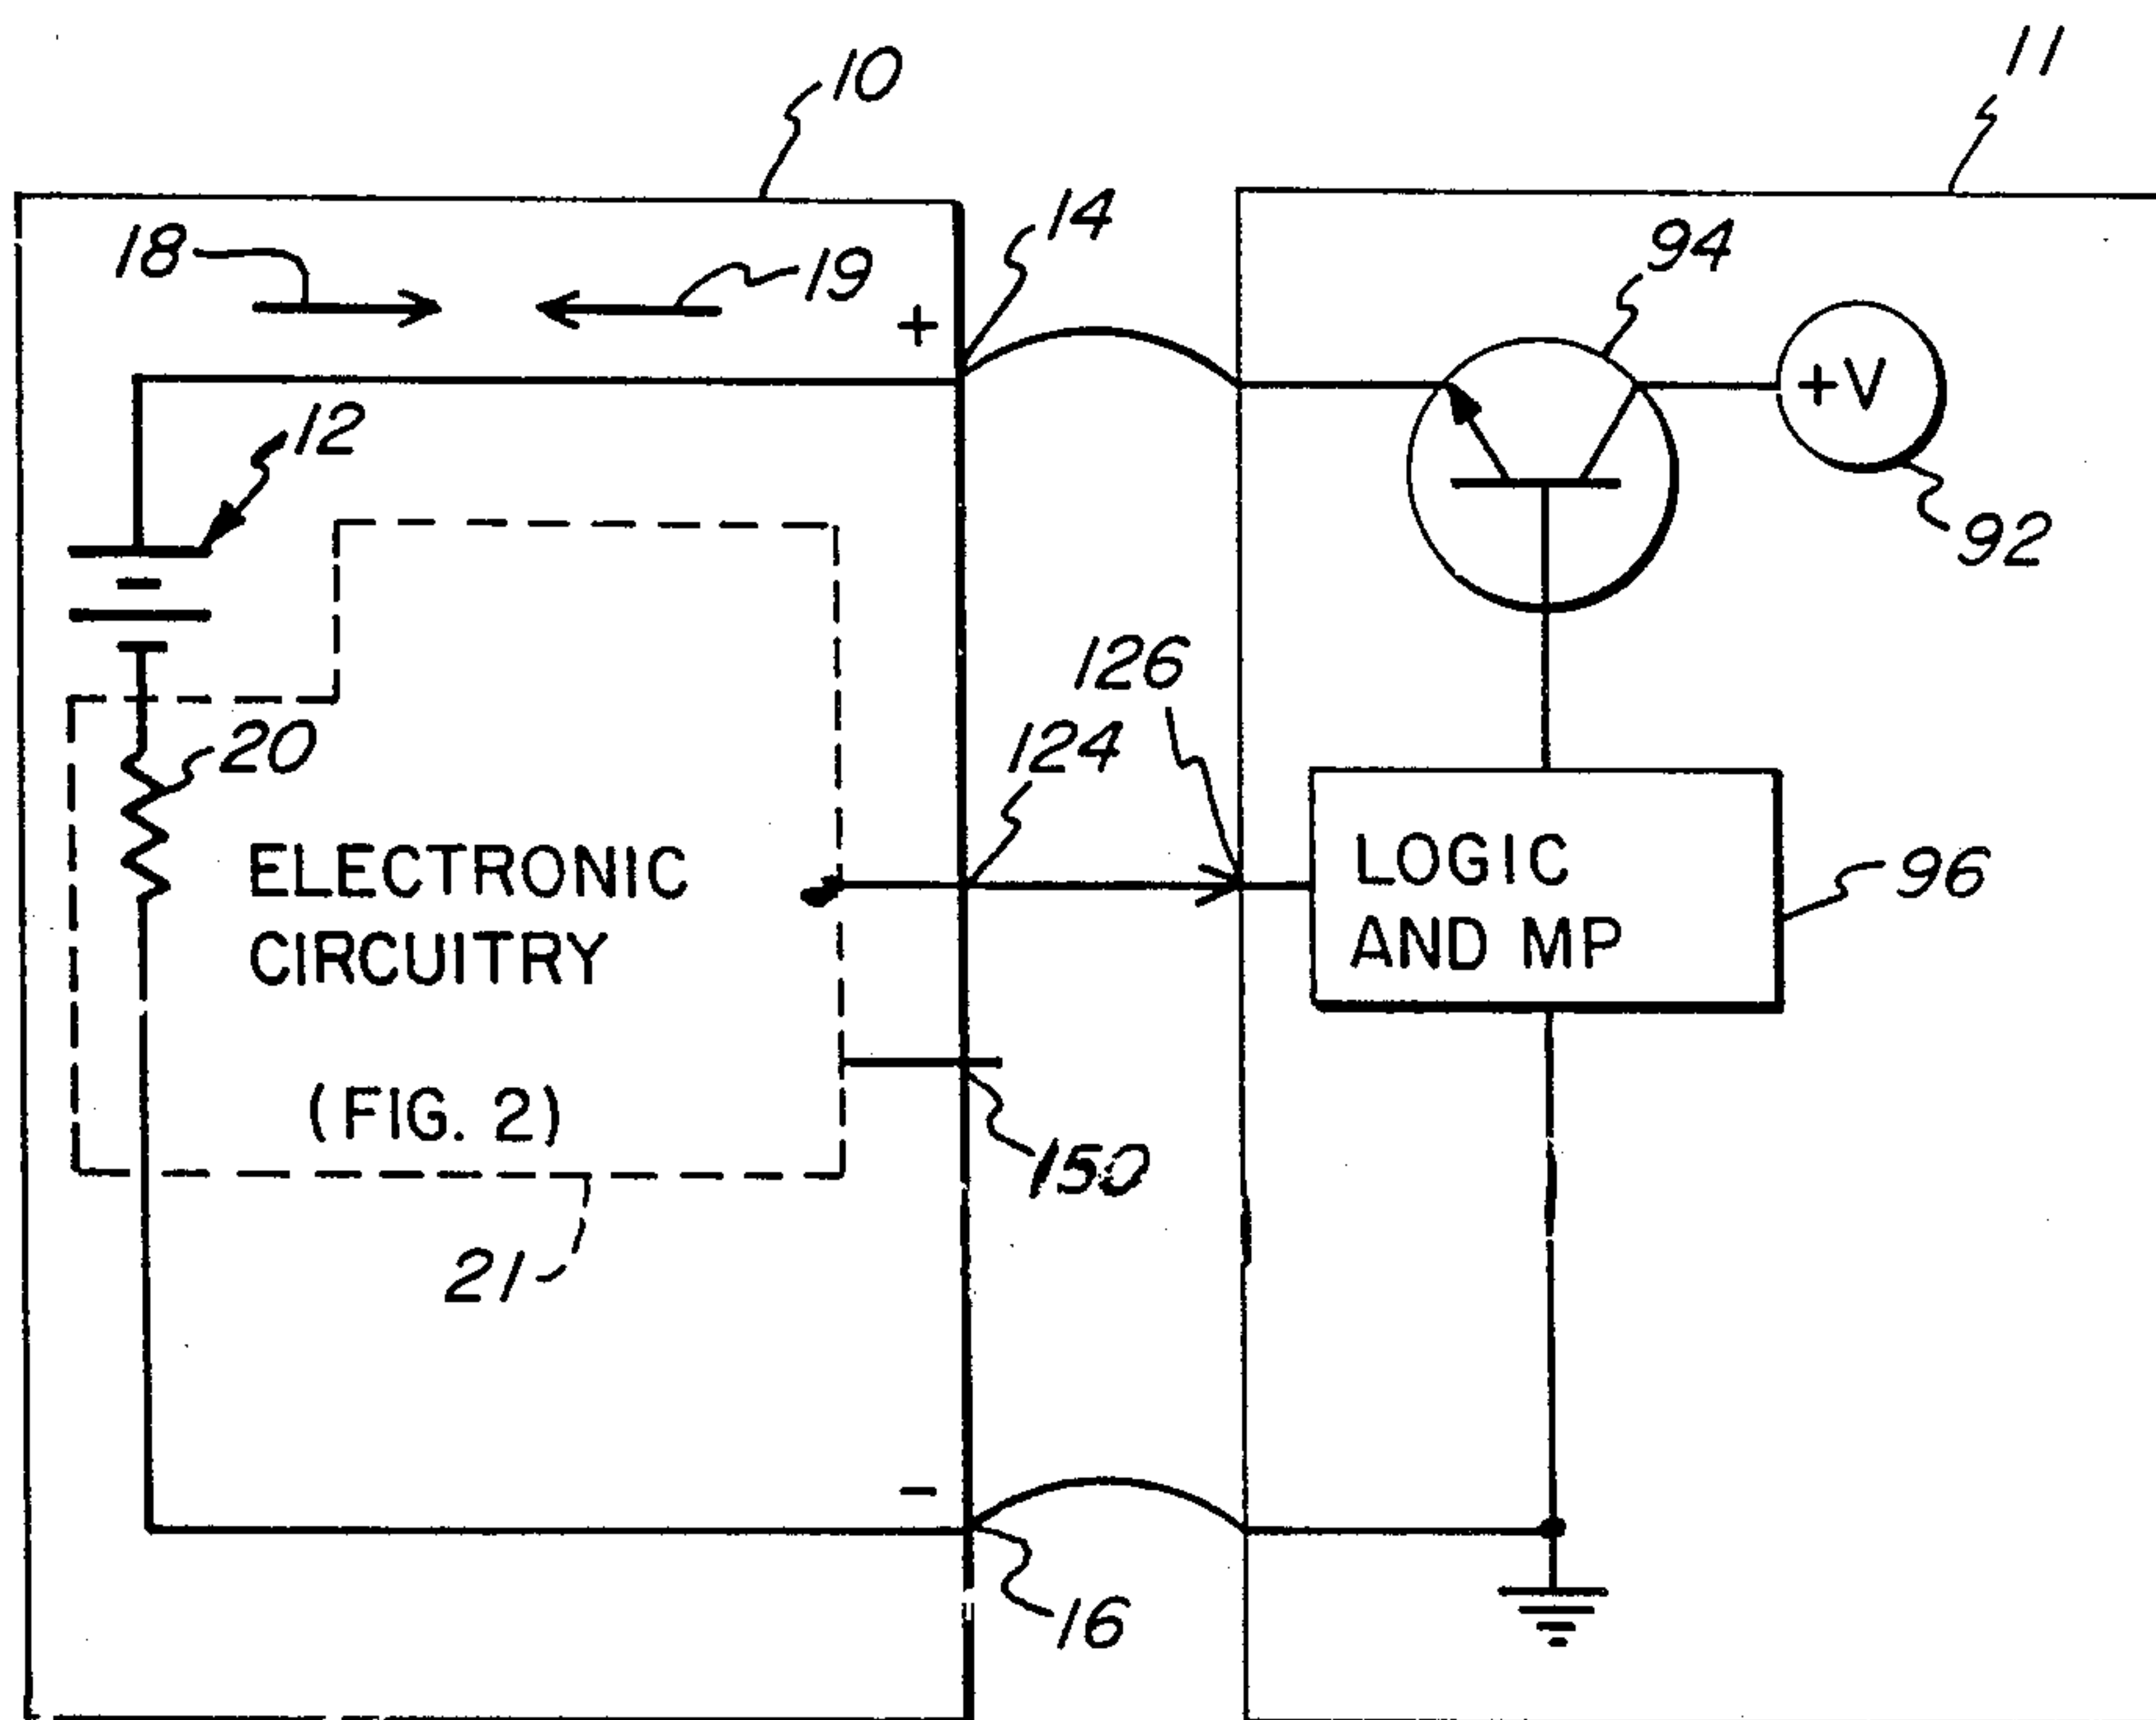 10
11
14
18
19
94
+
+V
12
92
126
20
124
ELECTRONIC
CIRCUITRY
LOGIC
AND MP
96
(FIG. 2)
150
21
-
16